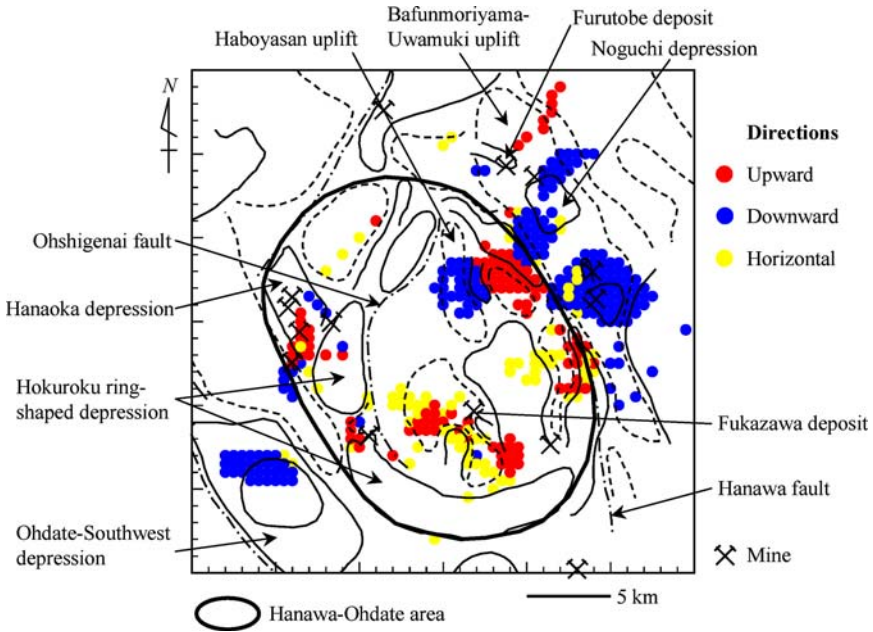 Bafunmoriyama-
Uwamuki uplift
Furutobe deposit
Haboyasan uplift
Noguchi depression
N
Directions
Upward
Downward
Horizontal
Ohshigenai fault
Hanaoka depression
Hokuroku ring-
shaped depression
Fukazawa deposit
Hanawa fault
Ohdate-Southwest
depression
Mine
Hanawa-Ohdate area
5 km